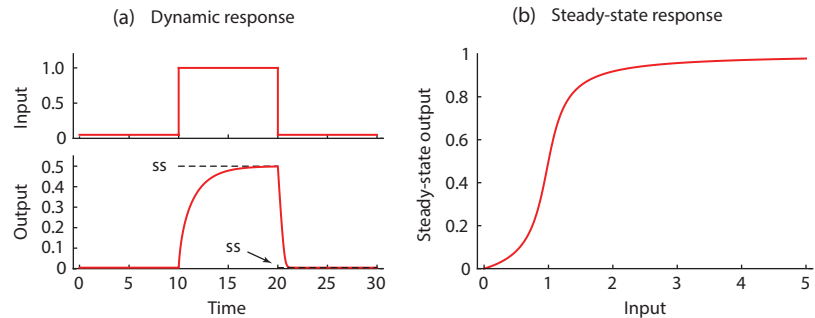 (a) Dynamic response
1.0
0.5
0
Input
ss
0.5
0.4
0.3
0.2
0.1
0
Output
ss
0 5 10 15 20 25 30
Time
(b) Steady-state response
1
0.8
0.6
0.4
0.2
0
Steady-state output
0 1 2 3 4 5
Input